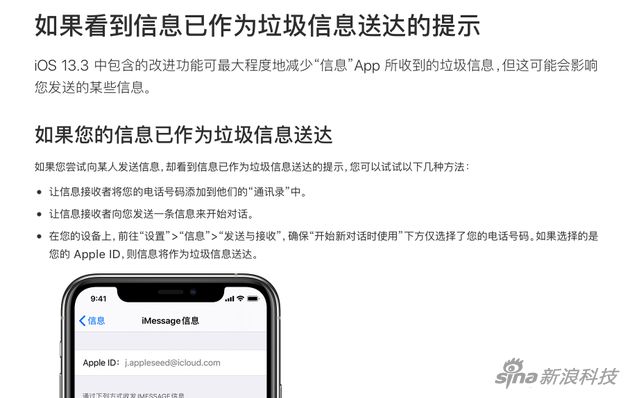 如果看到信息已作为垃圾信息送达的提示
iOS 13.3 中包含的改进功能可最大程度地减少“信息”App 所收到的垃圾信息，但这可能会影响
您发送的某些信息。
如果您的信息已作为垃圾信息送达
如果您尝试向某人发送信息，却看到信息已作为垃圾信息送达的提示，您可以试试以下几种方法：
• 让信息接收者将您的电话号码添加到他们的“通讯录”中。
• 让信息接收者向您发送一条信息来开始对话。
• 在您的设备上，前往“设置”>“信息”>“发送与接收”，确保“开始新对话时使用”下方仅选择了您的电话号码。如果选择的是
您的 Apple ID，则信息将作为垃圾信息送达。
9:41
信息 iMessage信息
Apple ID： j.appleseed@icloud.com
通过下列方式收发 IMESSAGE 信息
sina 新浪科技